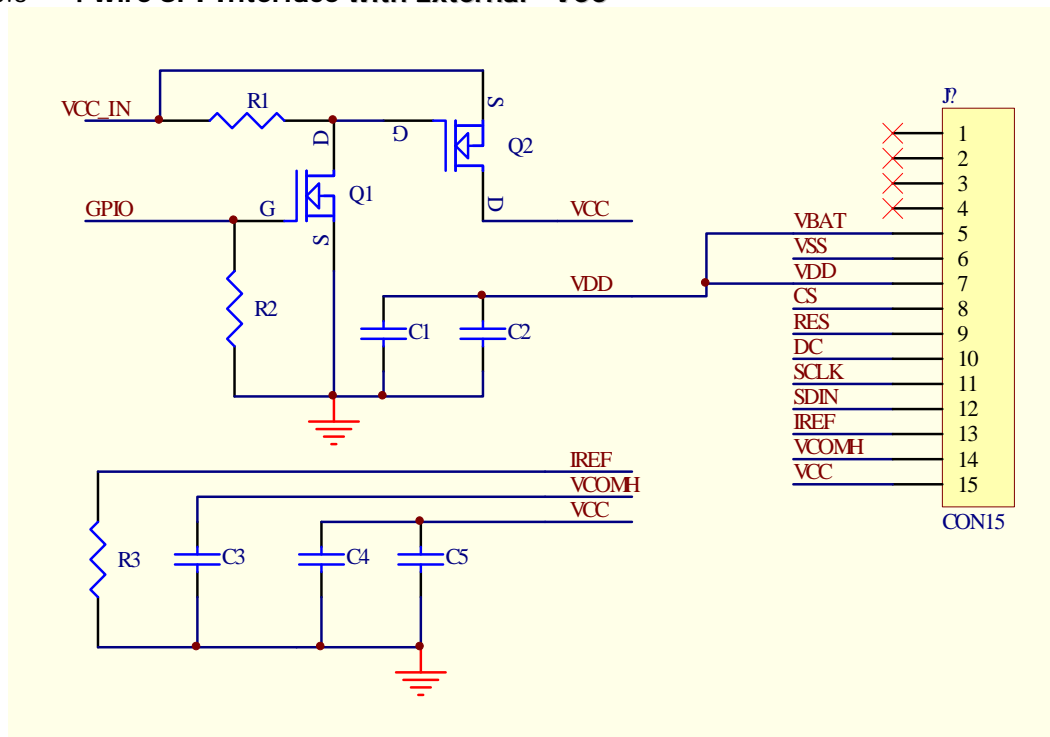 4-wire SPI Interface with External VCC
VCC_IN
R1
D
G
S
Q2
D
VCC
GPIO
G
Q1
S
R2
VDD
C1
C2
IREF
VCOMH
VCC
R3
C3
C4
C5
J?
1
2
3
4
VBAT 5
VSS 6
VDD 7
CS 8
RES 9
DC 10
SCLK 11
SDIN 12
IREF 13
VCOMH 14
VCC 15
CON15